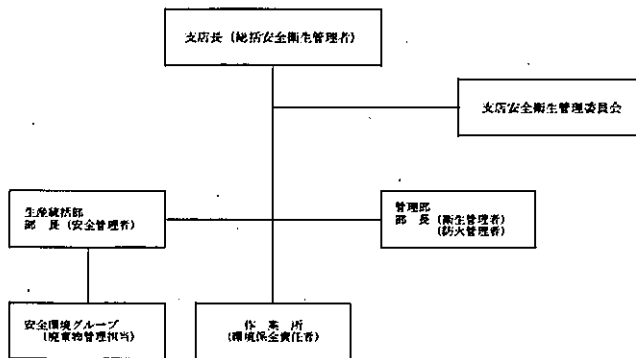 支店長（総括安全衛生管理者）
支店安全衛生管理委員会
生産統括部
部　長（安全管理者）
管理部
部　長（衛生管理者）
（防火管理者）
安全環境グループ
（廃棄物管理担当）
作　業　所
（環境保全責任者）